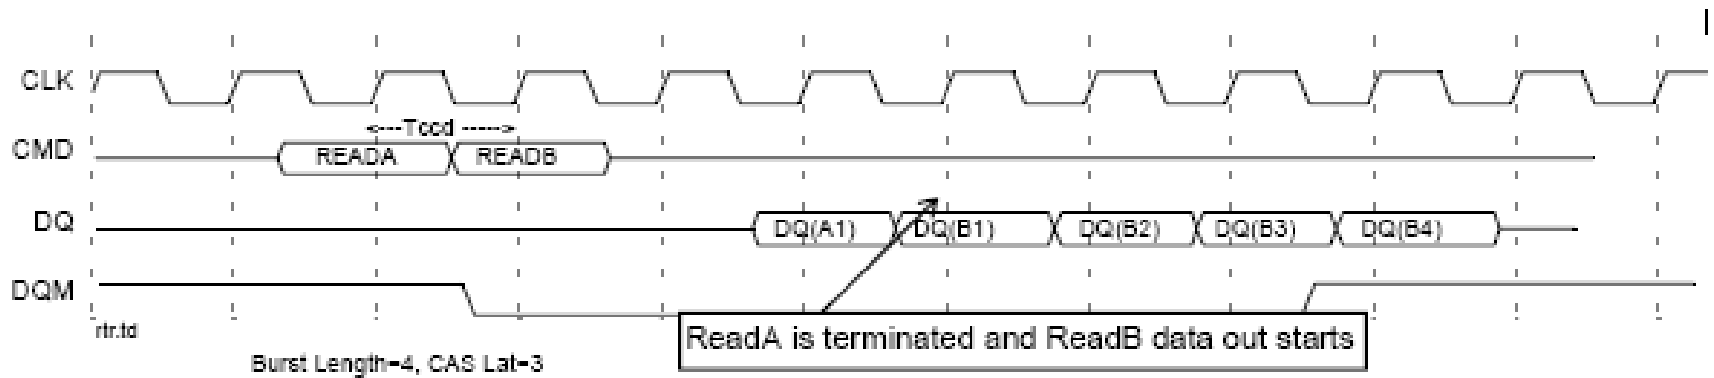 CLK
<---Tccd ----->
CMD READA READB
DQ DQ(A1) DQ(B1) DQ(B2) DQ(B3) DQ(B4)
DQM
rtr.td
ReadA is terminated and ReadB data out starts
Burst Length=4, CAS Lat=3